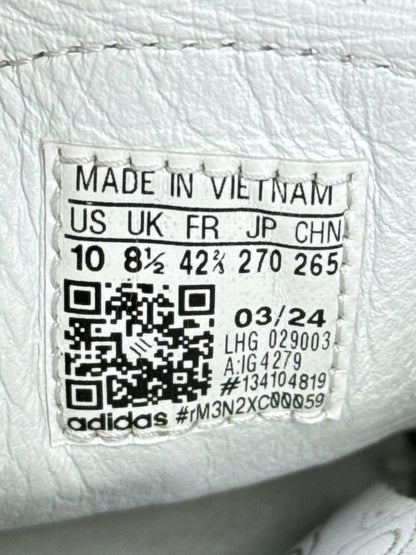 MADE IN VIETNAM
US UK FR JP CHN
10 8½ 42⅔ 270 265
03/24
LHG 029003
A:IG4279
#134104819
adidas #rM3N2XC00059